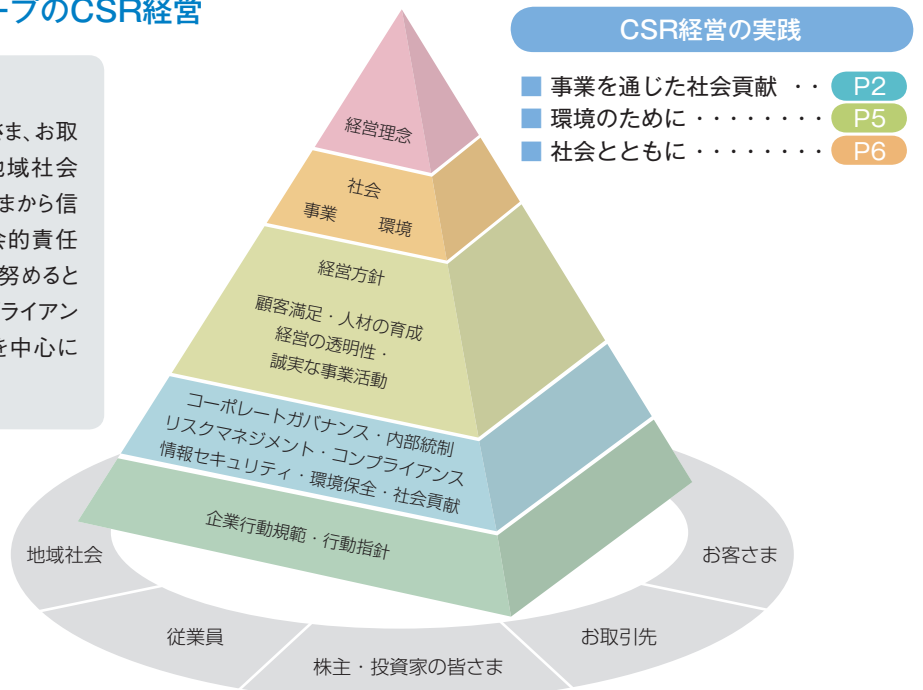 プのCSR経営
ま、お取
地域社会
まから信
会的責任
努めると
ライアン
を中心に
CSR経営の実践
■ 事業を通じた社会貢献 ・・ P2
■ 環境のために ・・・・・・・・ P5
■ 社会とともに ・・・・・・・・ P6
経営理念
社会
事業 環境
経営方針
顧客満足・人材の育成
経営の透明性・
誠実な事業活動
コーポレートガバナンス・内部統制
リスクマネジメント・コンプライアンス
情報セキュリティ・環境保全・社会貢献
企業行動規範・行動指針
地域社会
従業員
株主・投資家の皆さま
お取引先
お客さま